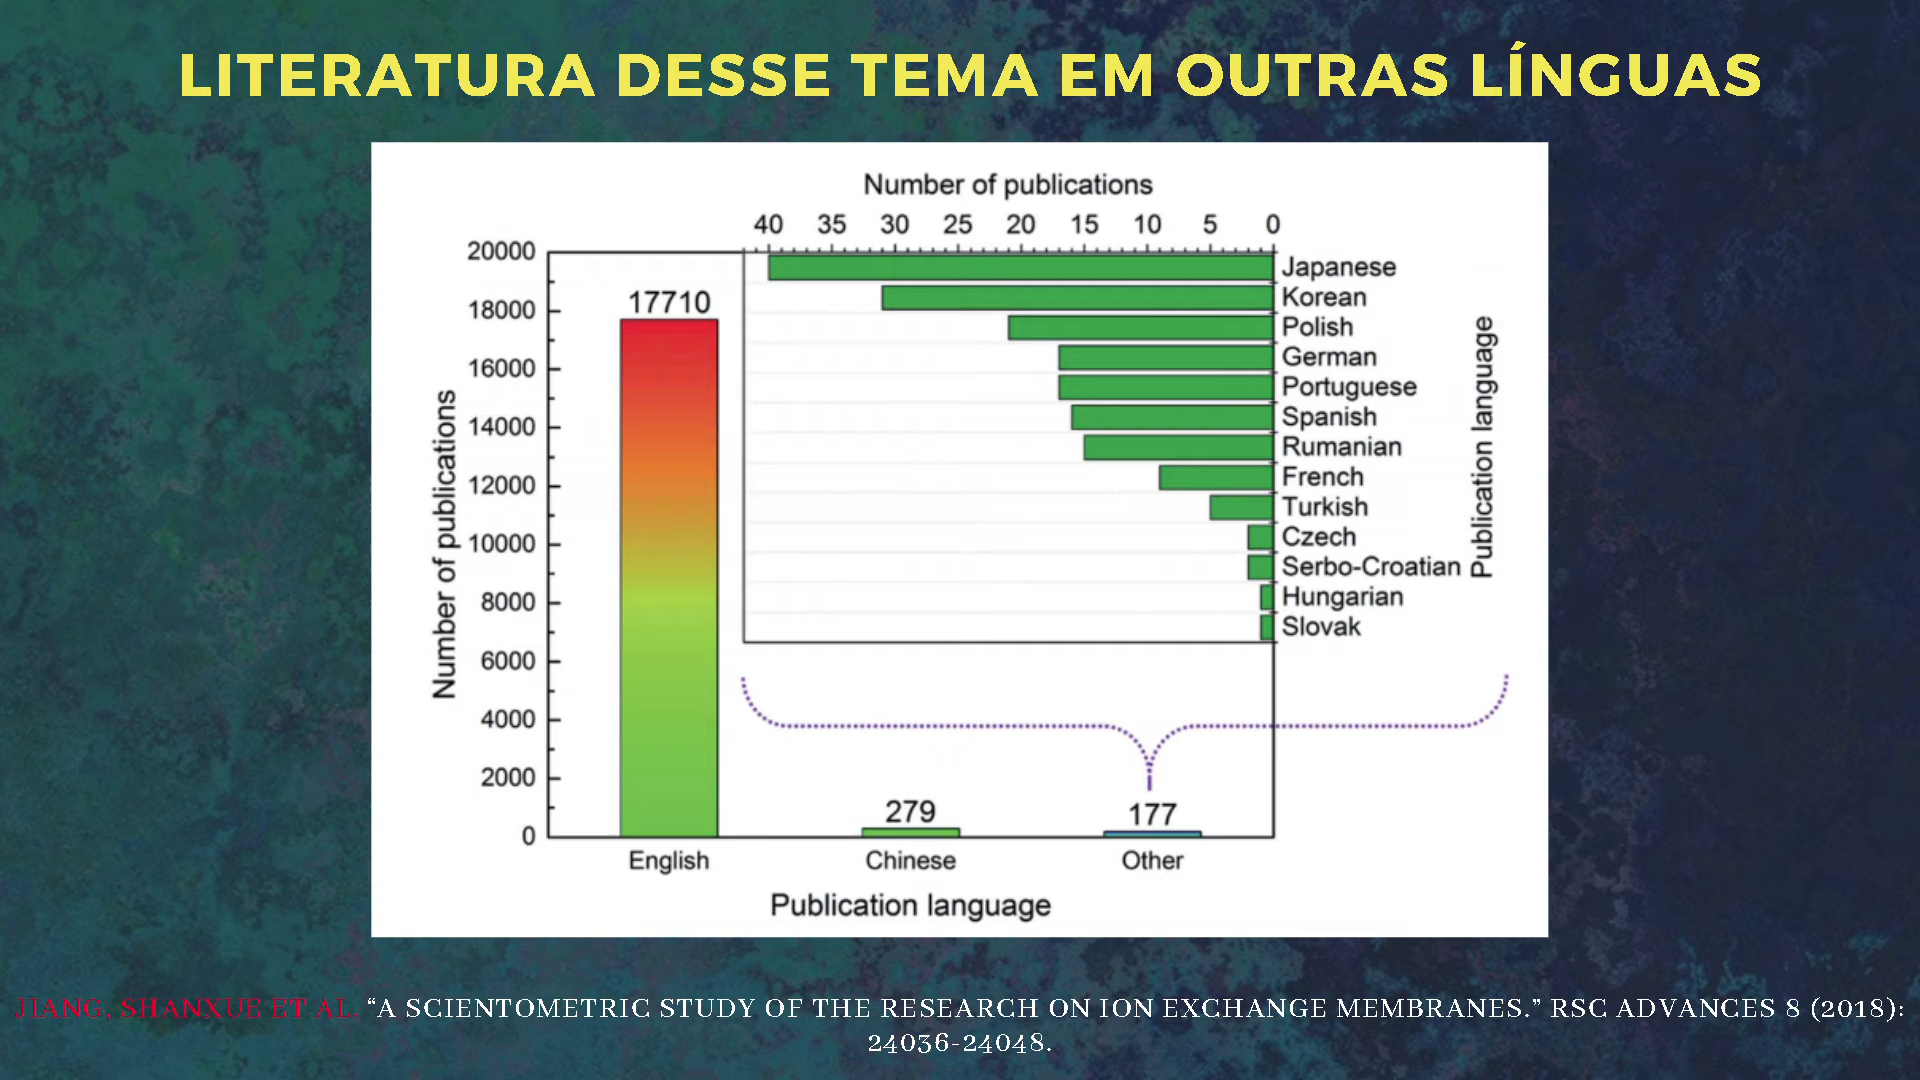 LITERATURA DESSE TEMA EM OUTRAS LÍNGUAS
Number of publications
40 35 30 25 20 15 10 5 0
Japanese
Korean
Polish
German
Portuguese
Spanish
Rumanian
French
Turkish
Czech
Serbo-Croatian
Hungarian
Slovak
Publication language
Number of publications
20000
18000
16000
14000
12000
10000
8000
6000
4000
2000
0
17710
279
177
English Chinese Other
Publication language
JIANG, SHANXUE ET AL. “A SCIENTOMETRIC STUDY OF THE RESEARCH ON ION EXCHANGE MEMBRANES.” RSC ADVANCES 8 (2018):
24036-24048.